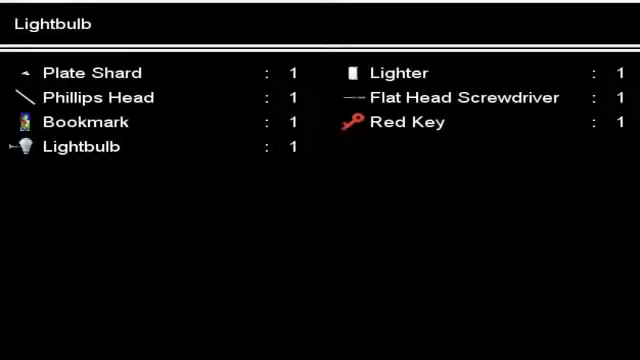 Lightbulb
Plate Shard : 1 Lighter : 1
Phillips Head : 1 Flat Head Screwdriver : 1
Bookmark : 1 Red Key : 1
Lightbulb : 1